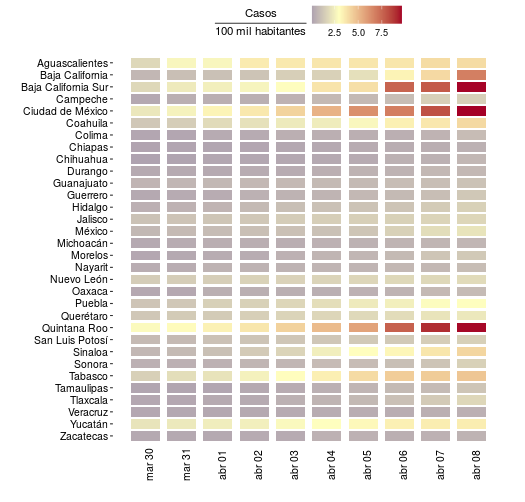 Casos
100 mil habitantes
2.5 5.0 7.5
Aguascalientes
Baja California
Baja California Sur
Campeche
Ciudad de México
Coahuila
Colima
Chiapas
Chihuahua
Durango
Guanajuato
Guerrero
Hidalgo
Jalisco
México
Michoacán
Morelos
Nayarit
Nuevo León
Oaxaca
Puebla
Querétaro
Quintana Roo
San Luis Potosí
Sinaloa
Sonora
Tabasco
Tamaulipas
Tlaxcala
Veracruz
Yucatán
Zacatecas
mar 30
mar 31
abr 01
abr 02
abr 03
abr 04
abr 05
abr 06
abr 07
abr 08